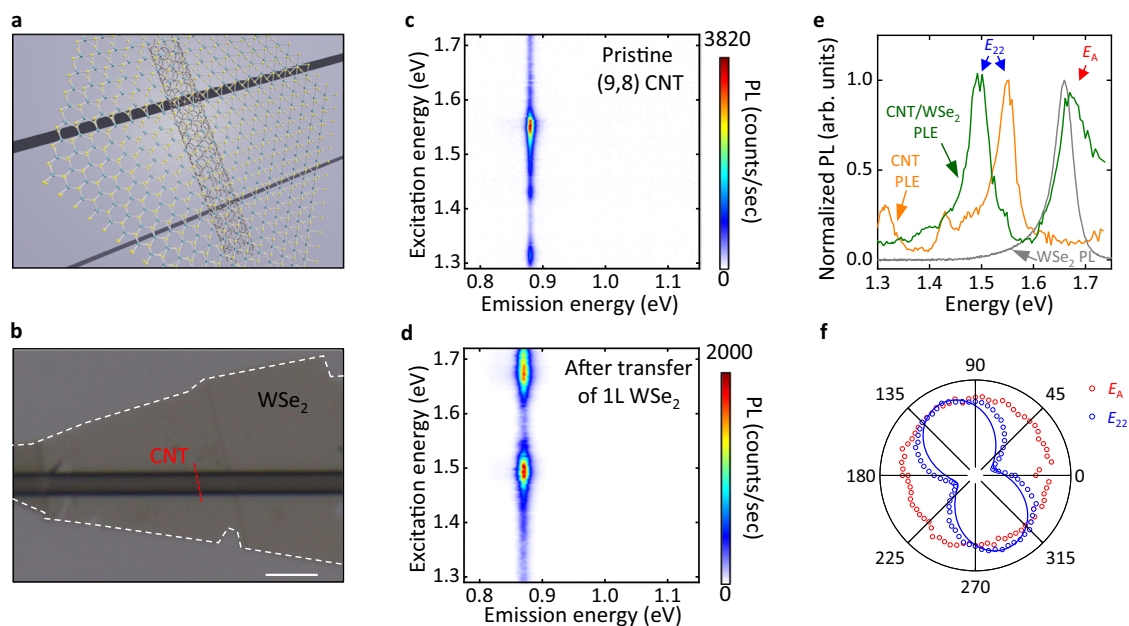 a
b
WSe₂
CNT
c
Pristine
(9,8) CNT
Excitation energy (eV)
1.7
1.6
1.5
1.4
1.3
0.8
0.9
1.0
1.1
Emission energy (eV)
3820
PL (counts/sec)
0
d
After transfer
of 1L WSe₂
Excitation energy (eV)
1.7
1.6
1.5
1.4
1.3
0.8
0.9
1.0
1.1
Emission energy (eV)
2000
PL (counts/sec)
0
e
E₂₂
E_A
CNT/WSe₂
PLE
CNT
PLE
WSe₂ PL
Normalized PL (arb. units)
1.0
0.5
0.0
1.3
1.4
1.5
1.6
1.7
Energy (eV)
f
90
45
0
315
270
225
180
135
E_A
E₂₂